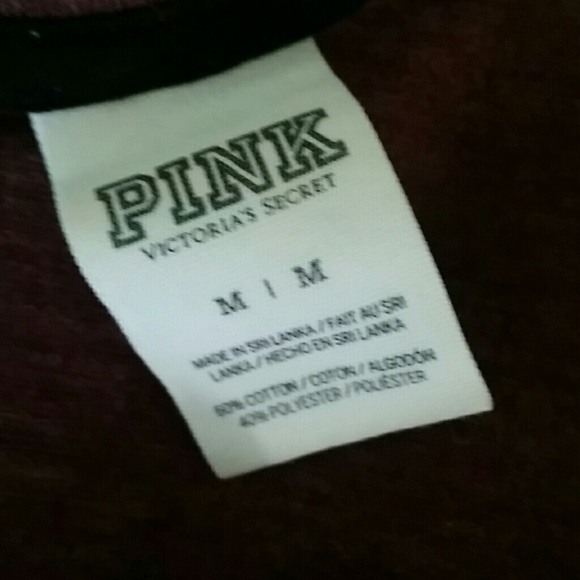 PINK
VICTORIA'S SECRET
M | M
MADE IN SRI LANKA / FAIT AU SRI
LANKA / HECHO EN SRI LANKA
60% COTTON / COTON / ALGODÓN
40% POLYESTER / POLIÉSTER